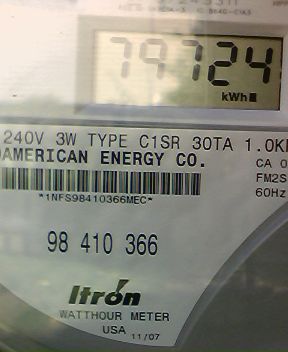 79724
kWh
240V 3W TYPE C1SR 30TA 1.0K
AMERICAN ENERGY CO.
CA 0
FM2S
60Hz
*1NFS98410366MEC*
98 410 366
Itron
WATTHOUR METER
USA 11/07